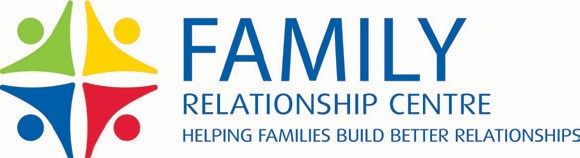 FAMILY
RELATIONSHIP CENTRE
HELPING FAMILIES BUILD BETTER RELATIONSHIPS